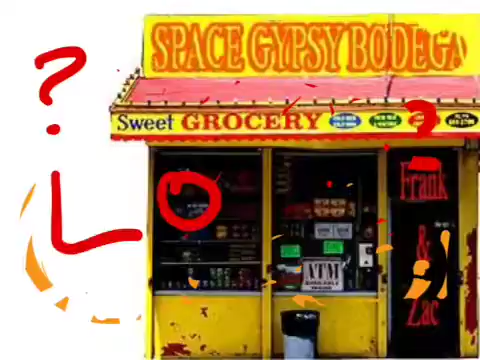 SPACE GYPSY BODEGA
Sweet GROCERY
Frank
&
Zac
ATM